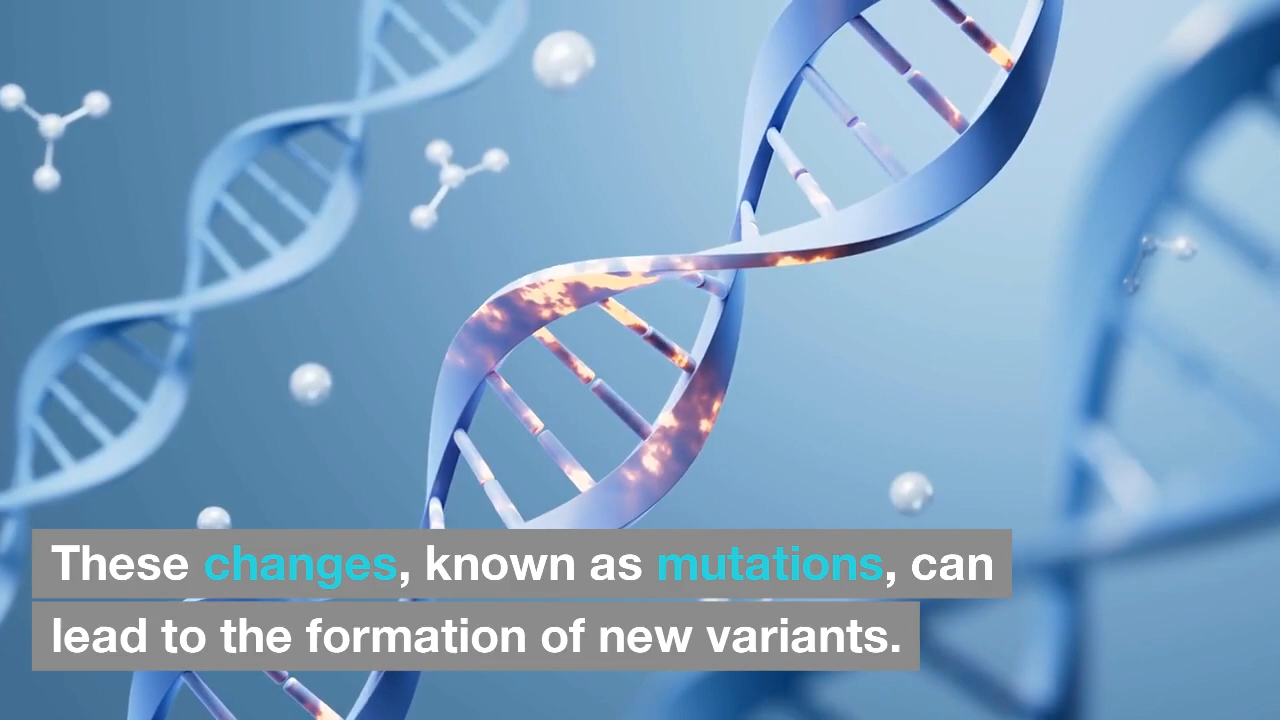 These changes, known as mutations, can
lead to the formation of new variants.